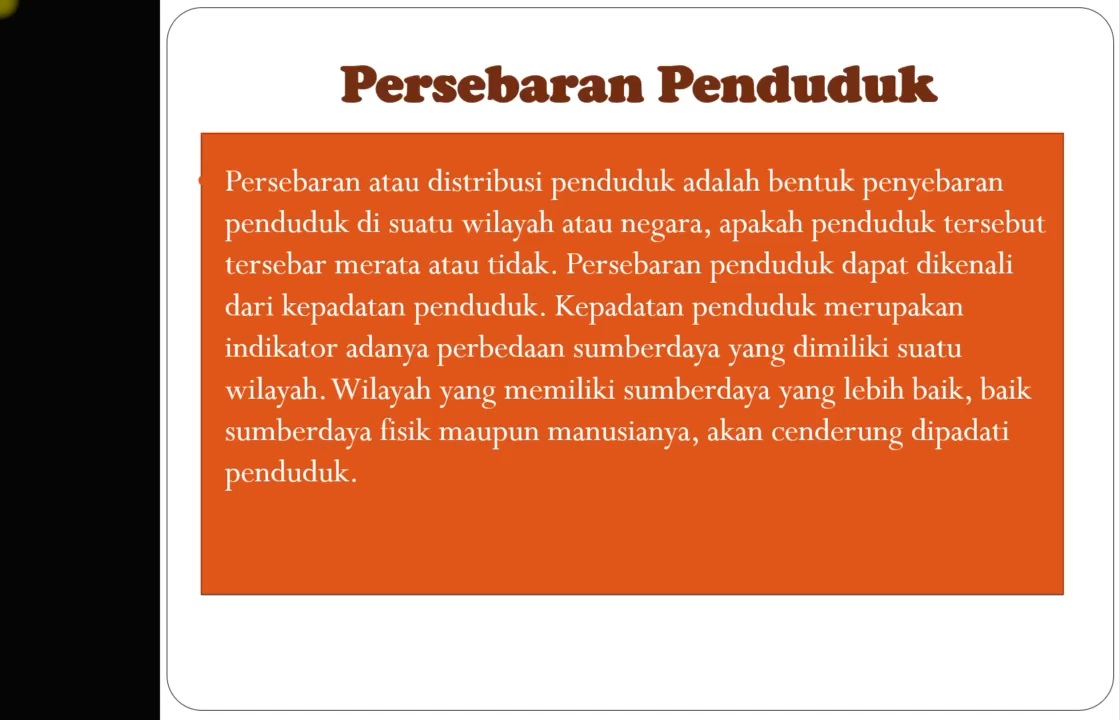 Persebaran Penduduk
Persebaran atau distribusi penduduk adalah bentuk penyebaran
penduduk di suatu wilayah atau negara, apakah penduduk tersebut
tersebar merata atau tidak. Persebaran penduduk dapat dikenali
dari kepadatan penduduk. Kepadatan penduduk merupakan
indikator adanya perbedaan sumberdaya yang dimiliki suatu
wilayah. Wilayah yang memiliki sumberdaya yang lebih baik, baik
sumberdaya fisik maupun manusianya, akan cenderung dipadati
penduduk.